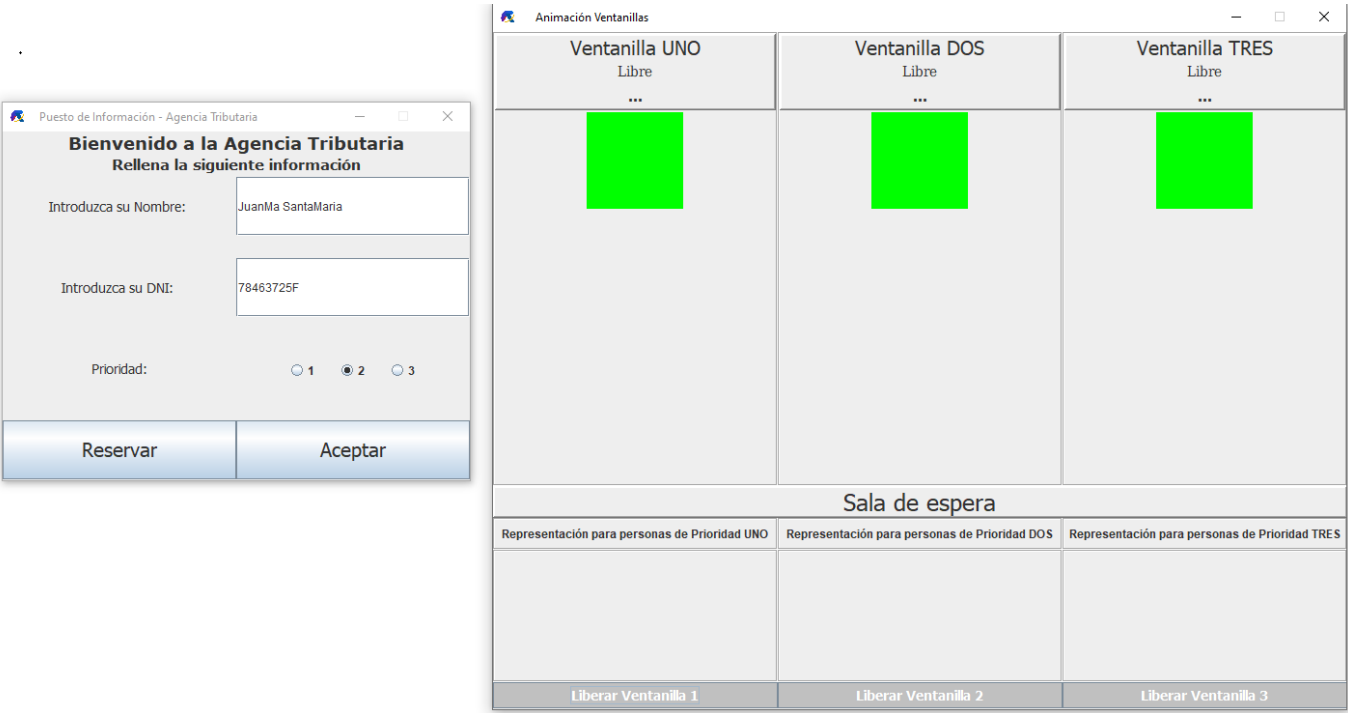 .
Puesto de Información - Agencia Tributaria
Bienvenido a la Agencia Tributaria
Rellena la siguiente información
Introduzca su Nombre: JuanMa SantaMaria
Introduzca su DNI: 78463725F
Prioridad: 1 2 3
Reservar Aceptar
Animación Ventanillas
Ventanilla UNO Ventanilla DOS Ventanilla TRES
Libre Libre Libre
... ... ...
Sala de espera
Representación para personas de Prioridad UNO Representación para personas de Prioridad DOS Representación para personas de Prioridad TRES
Liberar Ventanilla 1 Liberar Ventanilla 2 Liberar Ventanilla 3